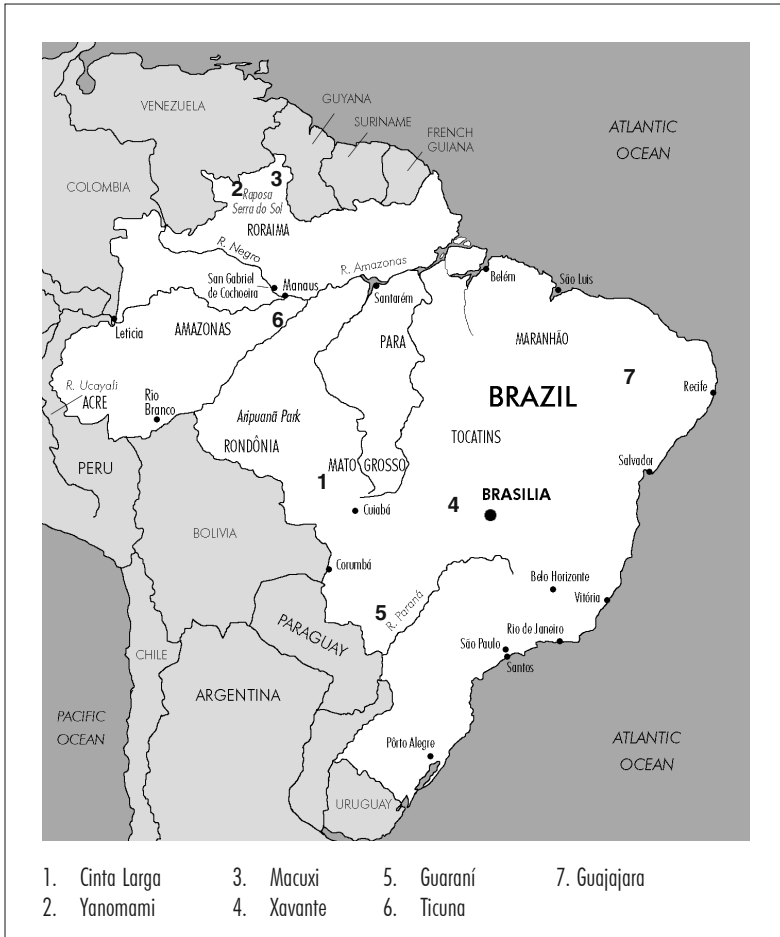 VENEZUELA
GUYANA
SURINAME
FRENCH
GUIANA
ATLANTIC
OCEAN
COLOMBIA
2
3
Raposa
Serra do Sol
RORAIMA
R. Negro
R. Amazonas
San Gabriel
de Cochoeira
Manaus
Santarém
Belém
São Luis
Leticia
AMAZONAS
6
PARA
MARANHÃO
R. Ucayali
ACRE
Rio
Branco
Aripuanã Park
RONDÔNIA
BRAZIL
7
Recife
TOCATINS
PERU
MATO GROSSO
1
Salvador
4
BRASILIA
Cuiabá
BOLIVIA
Corumbá
Belo Horizonte
Vitória
5
R. Paraná
PARAGUAY
Rio de Janeiro
São Paulo
Santos
CHILE
ARGENTINA
PACIFIC
OCEAN
Pôrto Alegre
ATLANTIC
OCEAN
URUGUAY
1. Cinta Larga
2. Yanomami
3. Macuxi
4. Xavante
5. Guaraní
6. Ticuna
7. Guajajara